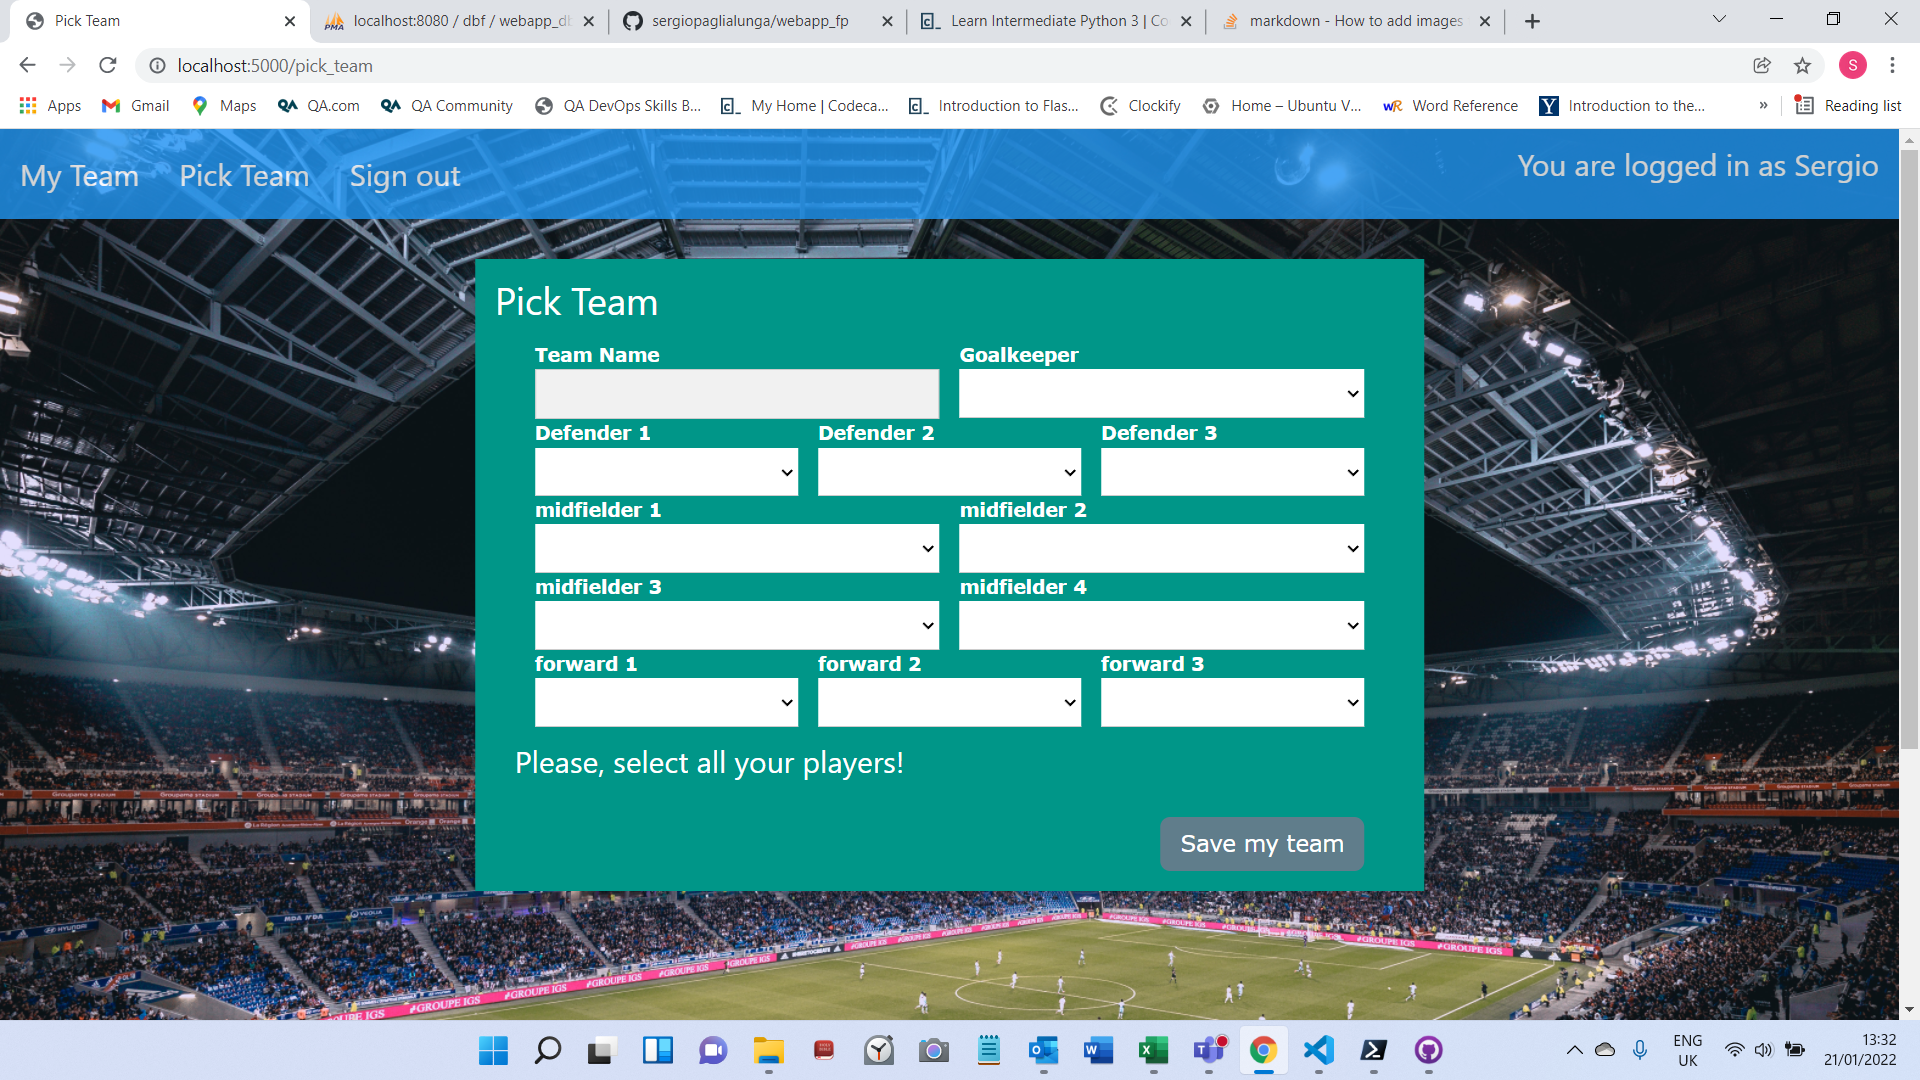 Pick Team
localhost:8080 / dbf / webapp_db
sergiopaglialunga/webapp_fp
Learn Intermediate Python 3 | Co
markdown - How to add images
localhost:5000/pick_team
S
Apps
Gmail
Maps
QA.com
QA Community
QA DevOps Skills B...
My Home | Codeca...
Introduction to Flas...
Clockify
Home – Ubuntu V...
Word Reference
Introduction to the...
»
Reading list
My Team
Pick Team
Sign out
You are logged in as Sergio
Pick Team
Team Name
Goalkeeper
Defender 1
Defender 2
Defender 3
midfielder 1
midfielder 2
midfielder 3
midfielder 4
forward 1
forward 2
forward 3
Please, select all your players!
Save my team
GROUPE IGS
ENG
UK
13:32
21/01/2022